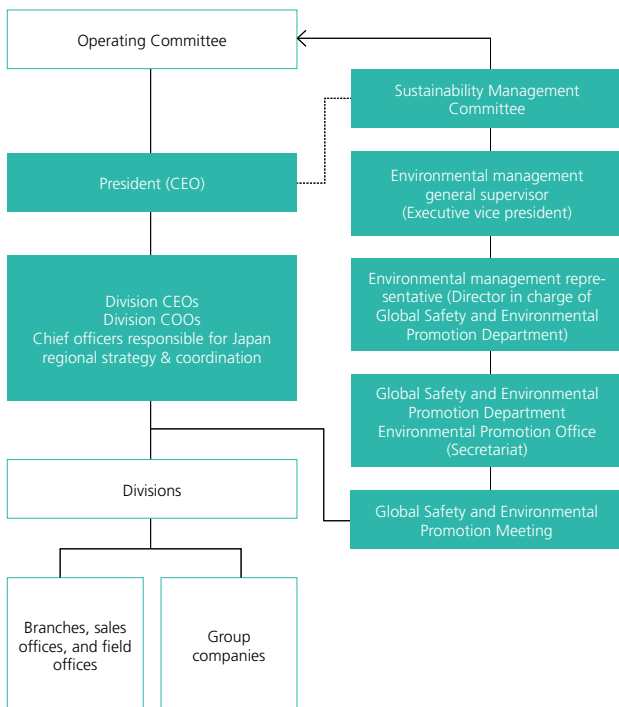 Operating Committee
Sustainability Management
Committee
President (CEO)
Environmental management
general supervisor
(Executive vice president)
Division CEOs
Division COOs
Chief officers responsible for Japan
regional strategy & coordination
Environmental management repre-
sentative (Director in charge of
Global Safety and Environmental
Promotion Department)
Global Safety and Environmental
Promotion Department
Environmental Promotion Office
(Secretariat)
Divisions
Global Safety and Environmental
Promotion Meeting
Branches, sales
offices, and field
offices
Group
companies